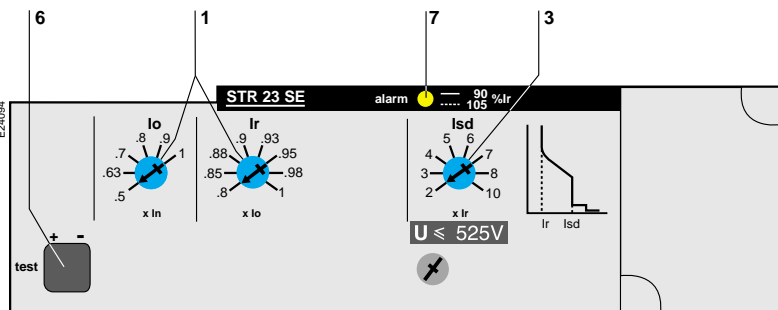 6 1 7 3
E24094
STR 23 SE alarm 90 %Ir
105
Io Ir Isd
.5 .63 .7 .8 .9 1
.8 .85 .88 .9 .93 .95 .98 1
2 3 4 5 6 7 8 10
x In x Io x Ir
Ir Isd
U ≤ 525V
+ -
test